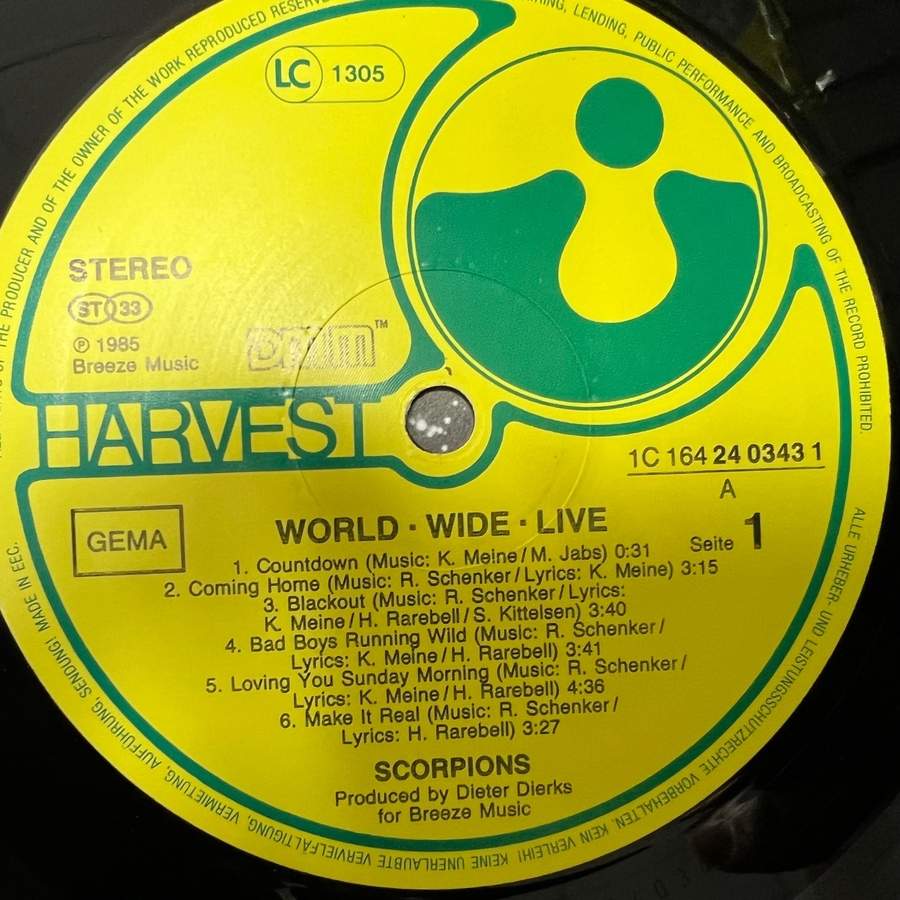 OF THE PRODUCER AND OF THE OWNER OF THE WORK REPRODUCED RESERVED
LENDING, PUBLIC PERFORMANCE AND BROADCASTING OF THE RECORD PROHIBITED.
LC 1305
STEREO
ST 33
℗ 1985
Breeze Music
DMM™
HARVEST
1C 164 24 0343 1
A
GEMA
WORLD · WIDE · LIVE
Seite 1
1. Countdown (Music: K. Meine/M. Jabs) 0:31
2. Coming Home (Music: R. Schenker/Lyrics: K. Meine) 3:15
3. Blackout (Music: R. Schenker/Lyrics:
K. Meine/H. Rarebell/S. Kittelsen) 3:40
4. Bad Boys Running Wild (Music: R. Schenker/
Lyrics: K. Meine/H. Rarebell) 3:41
5. Loving You Sunday Morning (Music: R. Schenker/
Lyrics: K. Meine/H. Rarebell) 4:36
6. Make It Real (Music: R. Schenker/
Lyrics: H. Rarebell) 3:27
SCORPIONS
Produced by Dieter Dierks
for Breeze Music
ALLE URHEBER- UND LEISTUNGSSCHUTZRECHTE VORBEHALTEN. KEIN VERLEIH! KEINE UNERLAUBTE VERVIELFÄLTIGUNG, VERMIETUNG, AUFFÜHRUNG, SENDUNG! MADE IN EEC.